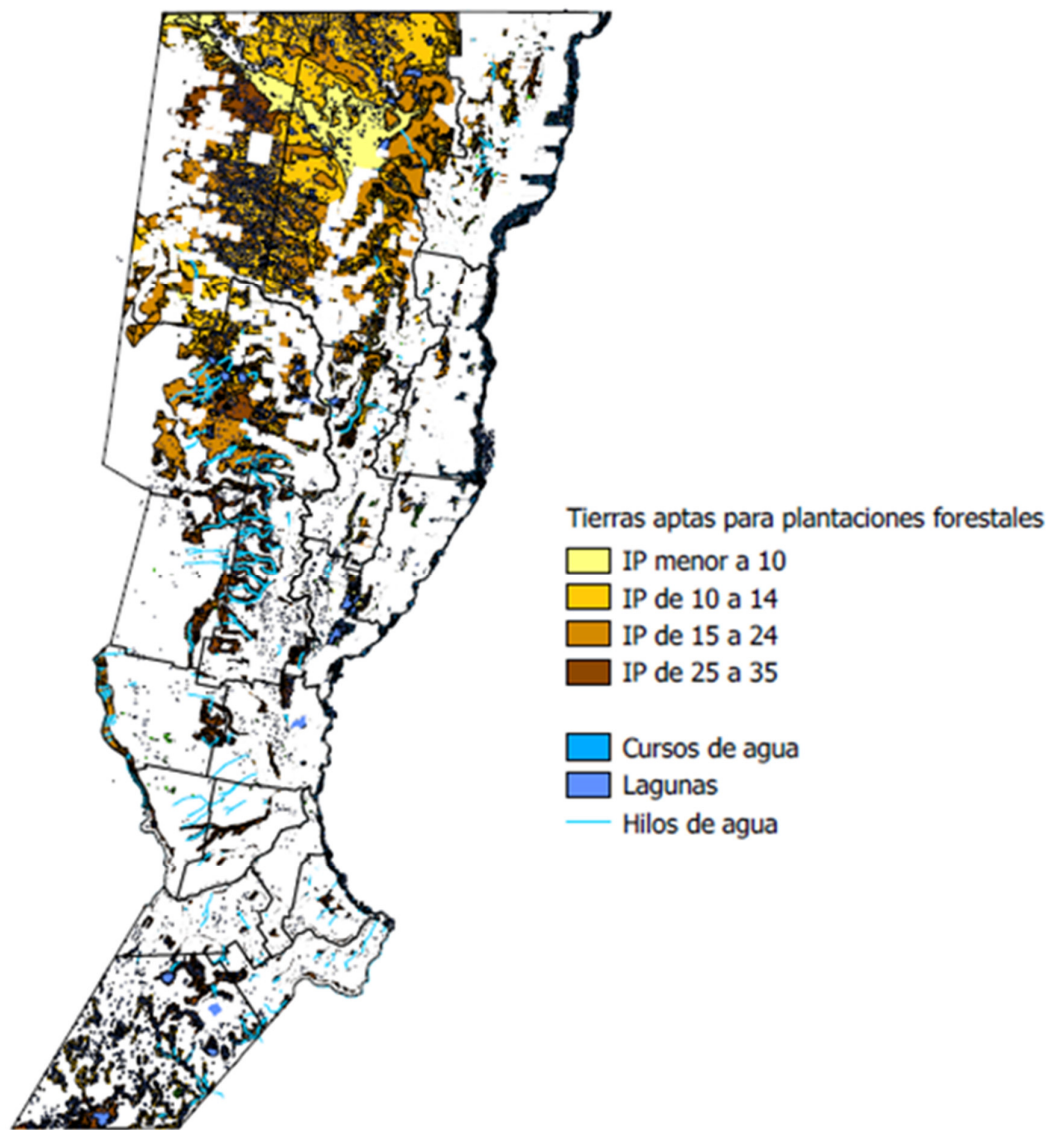 Tierras aptas para plantaciones forestales
IP menor a 10
IP de 10 a 14
IP de 15 a 24
IP de 25 a 35
Cursos de agua
Lagunas
Hilos de agua